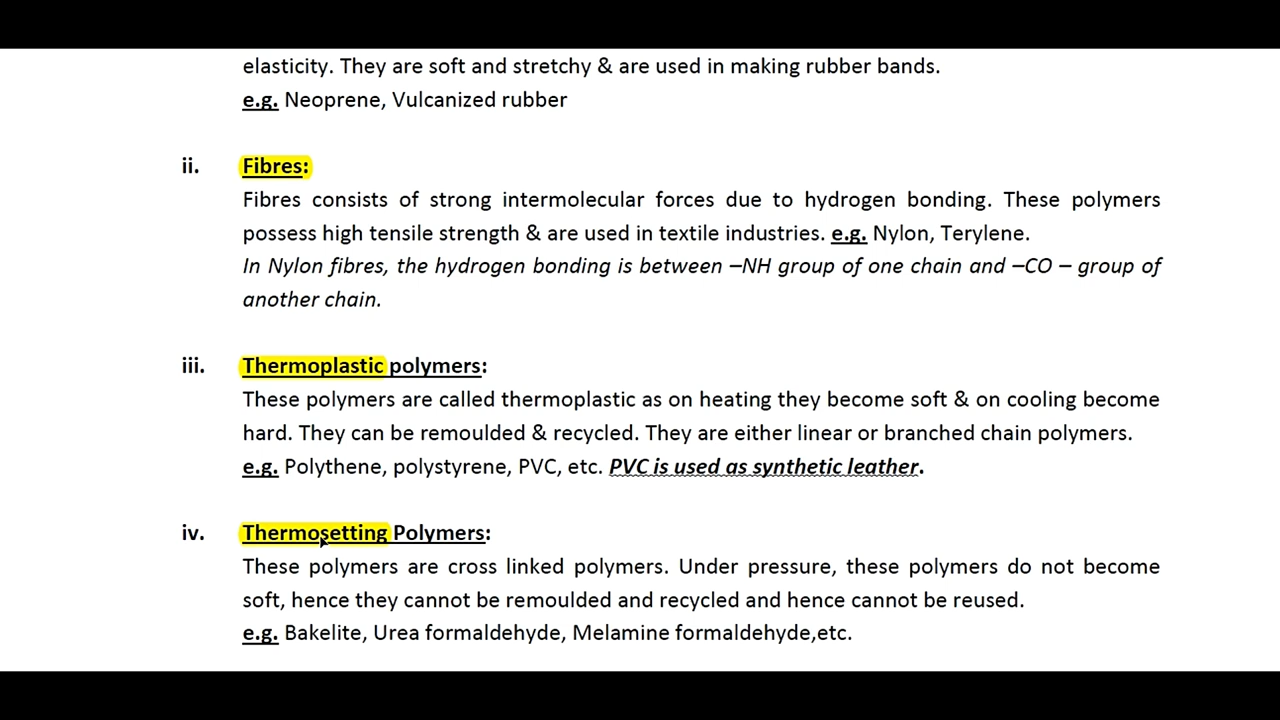 elasticity. They are soft and stretchy & are used in making rubber bands.
e.g. Neoprene, Vulcanized rubber
ii. Fibres:
Fibres consists of strong intermolecular forces due to hydrogen bonding. These polymers
possess high tensile strength & are used in textile industries. e.g. Nylon, Terylene.
In Nylon fibres, the hydrogen bonding is between –NH group of one chain and –CO – group of
another chain.
iii. Thermoplastic polymers:
These polymers are called thermoplastic as on heating they become soft & on cooling become
hard. They can be remoulded & recycled. They are either linear or branched chain polymers.
e.g. Polythene, polystyrene, PVC, etc. PVC is used as synthetic leather.
iv. Thermosetting Polymers:
These polymers are cross linked polymers. Under pressure, these polymers do not become
soft, hence they cannot be remoulded and recycled and hence cannot be reused.
e.g. Bakelite, Urea formaldehyde, Melamine formaldehyde,etc.